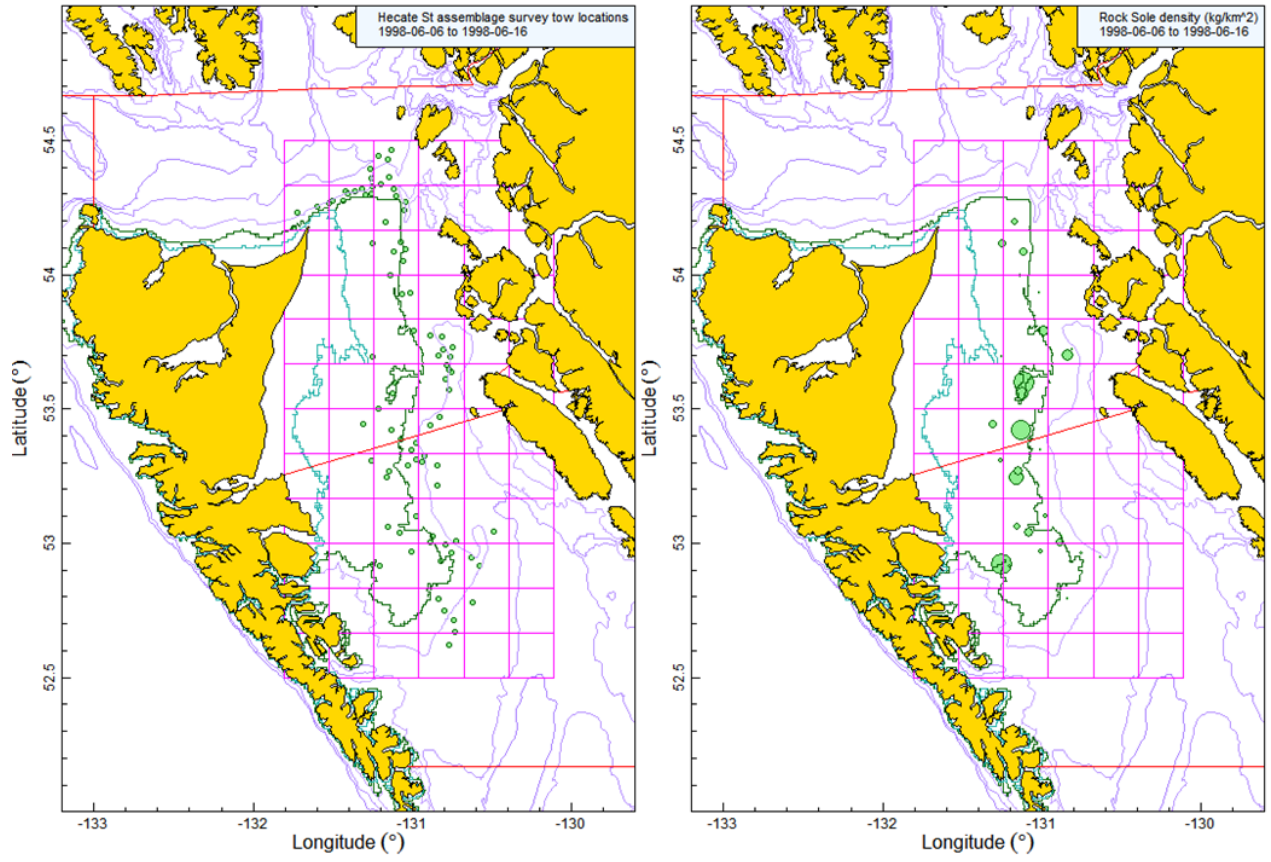 Hecate St assemblage survey tow locations
1998-06-06 to 1998-06-16
Latitude (°)
54.5
54
53.5
53
52.5
-133
-132
-131
-130
Longitude (°)
Rock Sole density (kg/km^2)
1998-06-06 to 1998-06-16
Latitude (°)
54.5
54
53.5
53
52.5
-133
-132
-131
-130
Longitude (°)